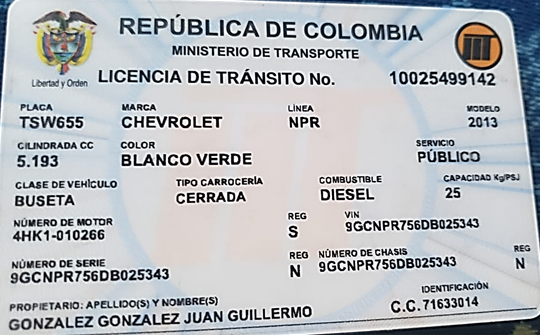 REPÚBLICA DE COLOMBIA
MINISTERIO DE TRANSPORTE
Libertad y Orden
LICENCIA DE TRÁNSITO No. 10025499142
PLACA MARCA LÍNEA MODELO
TSW655 CHEVROLET NPR 2013
CILINDRADA CC COLOR SERVICIO
5.193 BLANCO VERDE PÚBLICO
CLASE DE VEHÍCULO TIPO CARROCERÍA COMBUSTIBLE CAPACIDAD Kg/PSJ
BUSETA CERRADA DIESEL 25
NÚMERO DE MOTOR REG VIN
4HK1-010266 S 9GCNPR756DB025343
NÚMERO DE SERIE REG NÚMERO DE CHASIS REG
9GCNPR756DB025343 N 9GCNPR756DB025343 N
PROPIETARIO: APELLIDO(S) Y NOMBRE(S) IDENTIFICACIÓN
GONZALEZ GONZALEZ JUAN GUILLERMO C.C. 71633014